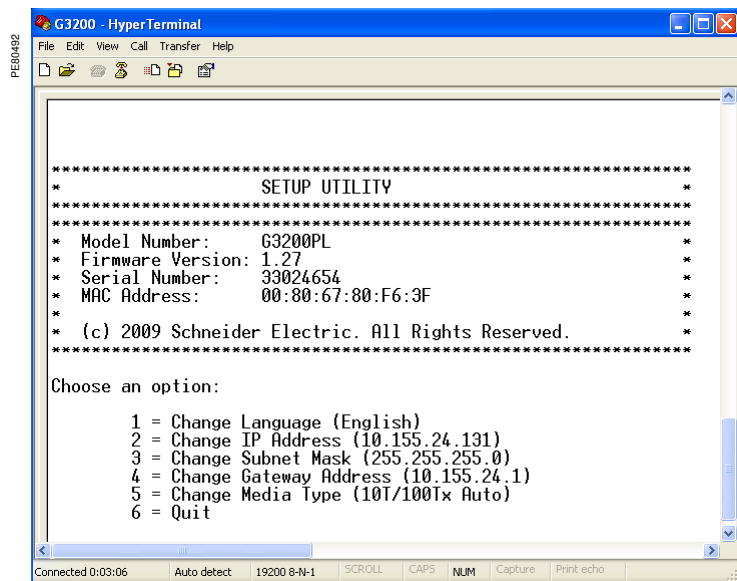 PE80492
G3200 - HyperTerminal
File Edit View Call Transfer Help
****************************************************************
* SETUP UTILITY *
****************************************************************
****************************************************************
* Model Number: G3200PL *
* Firmware Version: 1.27 *
* Serial Number: 33024654 *
* MAC Address: 00:80:67:80:F6:3F *
* *
* (c) 2009 Schneider Electric. All Rights Reserved. *
****************************************************************
Choose an option:
1 = Change Language (English)
2 = Change IP Address (10.155.24.131)
3 = Change Subnet Mask (255.255.255.0)
4 = Change Gateway Address (10.155.24.1)
5 = Change Media Type (10T/100Tx Auto)
6 = Quit
Connected 0:03:06 Auto detect 19200 8-N-1 SCROLL CAPS NUM Capture Print echo